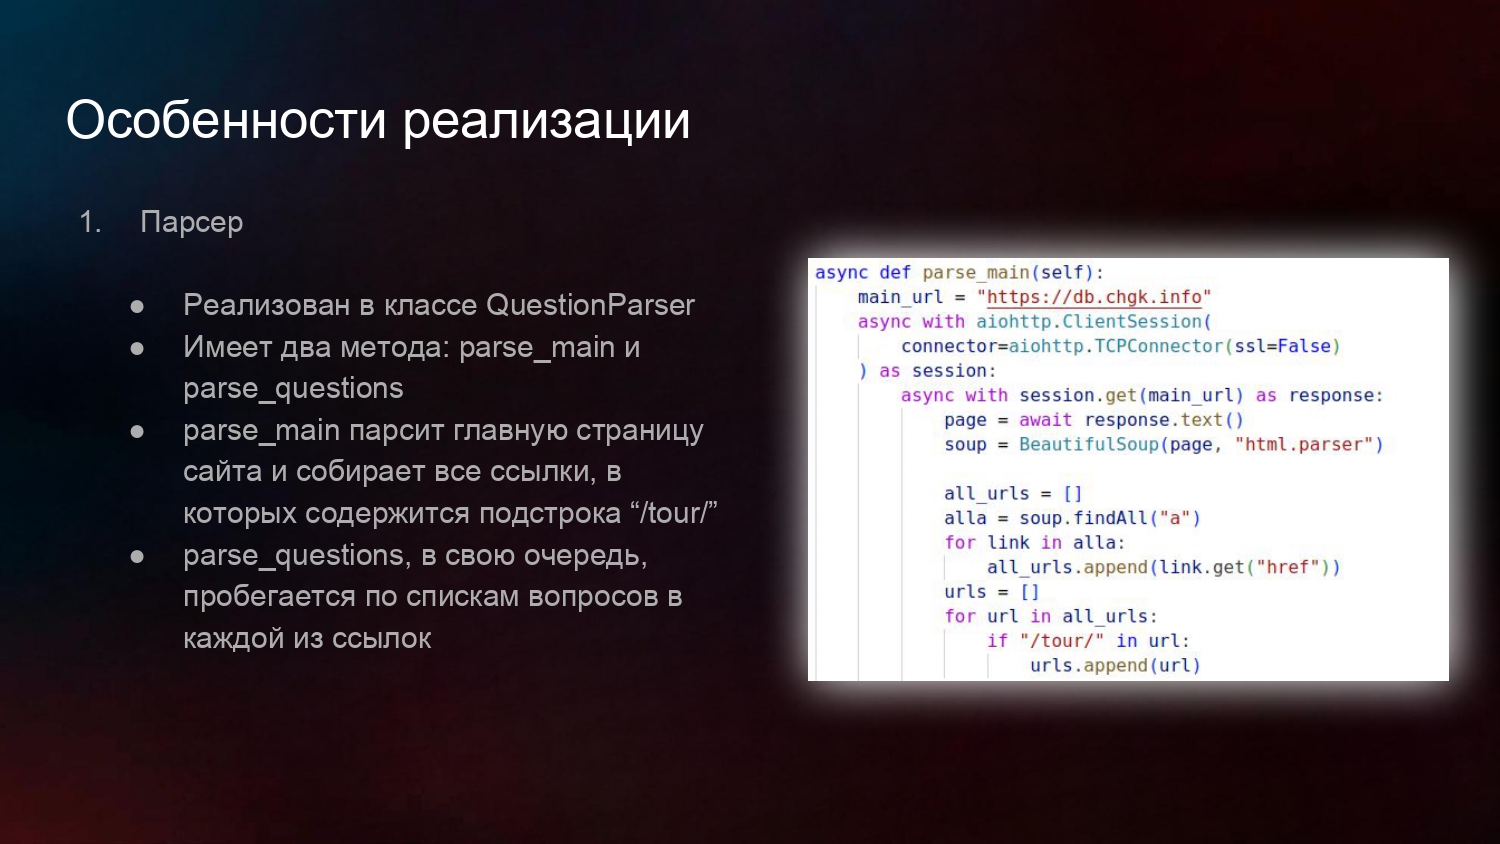 Особенности реализации
1. Парсер
● Реализован в классе QuestionParser
● Имеет два метода: parse_main и
parse_questions
● parse_main парсит главную страницу
сайта и собирает все ссылки, в
которых содержится подстрока “/tour/”
● parse_questions, в свою очередь,
пробегается по спискам вопросов в
каждой из ссылок
async def parse_main(self):
    main_url = "https://db.chgk.info"
    async with aiohttp.ClientSession(
        connector=aiohttp.TCPConnector(ssl=False)
    ) as session:
        async with session.get(main_url) as response:
            page = await response.text()
            soup = BeautifulSoup(page, "html.parser")
            all_urls = []
            alla = soup.findAll("a")
            for link in alla:
                all_urls.append(link.get("href"))
            urls = []
            for url in all_urls:
                if "/tour/" in url:
                    urls.append(url)